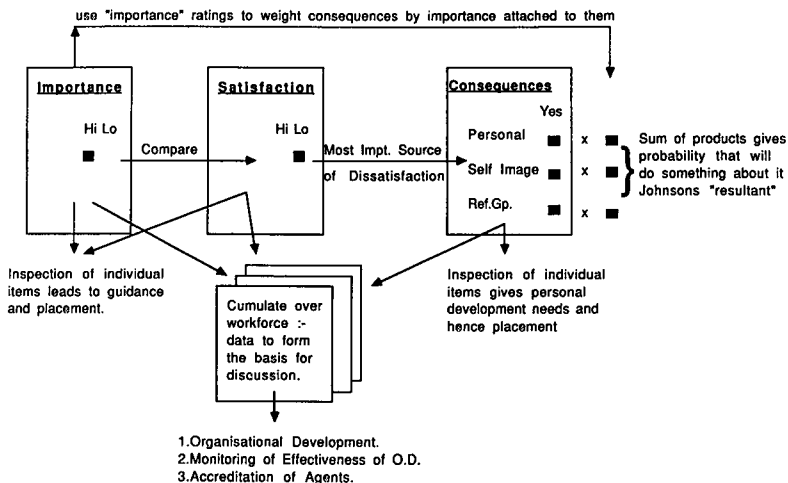 use "importance" ratings to weight consequences by importance attached to them
Importance
Hi Lo
Compare
Satisfaction
Hi Lo
Most Impt. Source
of Dissatisfaction
Consequences
Yes
Personal
x
Self Image
x
Ref.Gp.
x
Sum of products gives
probability that will
do something about it
Johnsons "resultant"
Inspection of individual
items leads to guidance
and placement.
Cumulate over
workforce :-
data to form
the basis for
discussion.
Inspection of individual
items gives personal
development needs and
hence placement
1.Organisational Development.
2.Monitoring of Effectiveness of O.D.
3.Accreditation of Agents.